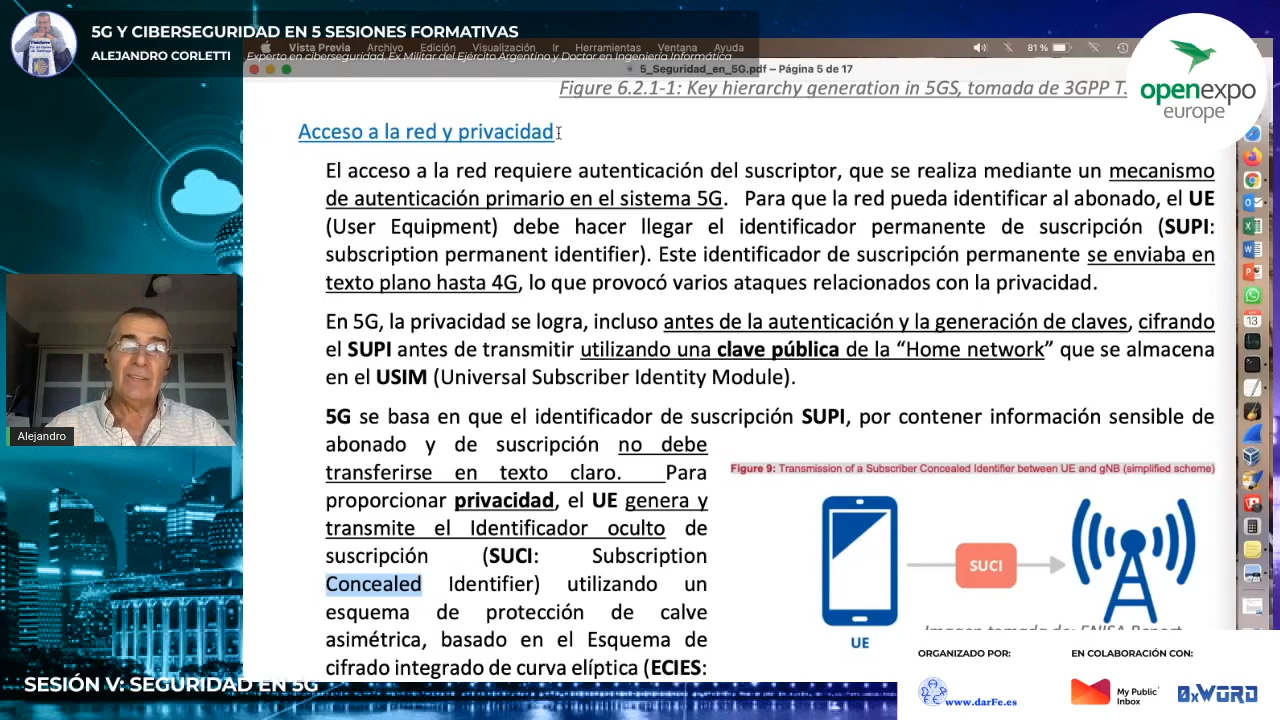 5G Y CIBERSEGURIDAD EN 5 SESIONES FORMATIVAS
ALEJANDRO CORLETTI Experto en ciberseguridad, Ex Militar del Ejército Argentino y Doctor en Ingeniería Informática
Vista Previa Archivo Edición Visualización Ir Herramientas Ventana Ayuda
81 %
5_Seguridad_en_5G.pdf – Página 5 de 17
openexpo
europe
Figure 6.2.1-1: Key hierarchy generation in 5GS, tomada de 3GPP T.
Acceso a la red y privacidad
El acceso a la red requiere autenticación del suscriptor, que se realiza mediante un mecanismo
de autenticación primario en el sistema 5G. Para que la red pueda identificar al abonado, el UE
(User Equipment) debe hacer llegar el identificador permanente de suscripción (SUPI:
subscription permanent identifier). Este identificador de suscripción permanente se enviaba en
texto plano hasta 4G, lo que provocó varios ataques relacionados con la privacidad.
En 5G, la privacidad se logra, incluso antes de la autenticación y la generación de claves, cifrando
el SUPI antes de transmitir utilizando una clave pública de la “Home network” que se almacena
en el USIM (Universal Subscriber Identity Module).
5G se basa en que el identificador de suscripción SUPI, por contener información sensible de
abonado y de suscripción no debe
transferirse en texto claro. Para
proporcionar privacidad, el UE genera y
transmite el Identificador oculto de
suscripción (SUCI: Subscription
Concealed Identifier) utilizando un
esquema de protección de calve
asimétrica, basado en el Esquema de
cifrado integrado de curva elíptica (ECIES:
Figure 9: Transmission of a Subscriber Concealed Identifier between UE and gNB (simplified scheme)
SUCI
UE
Imagen tomada de: ENISA Report
Alejandro
13
SESIÓN V: SEGURIDAD EN 5G
ORGANIZADO POR:
EN COLABORACIÓN CON:
www.darFe.es
My Public
Inbox
0xWORD